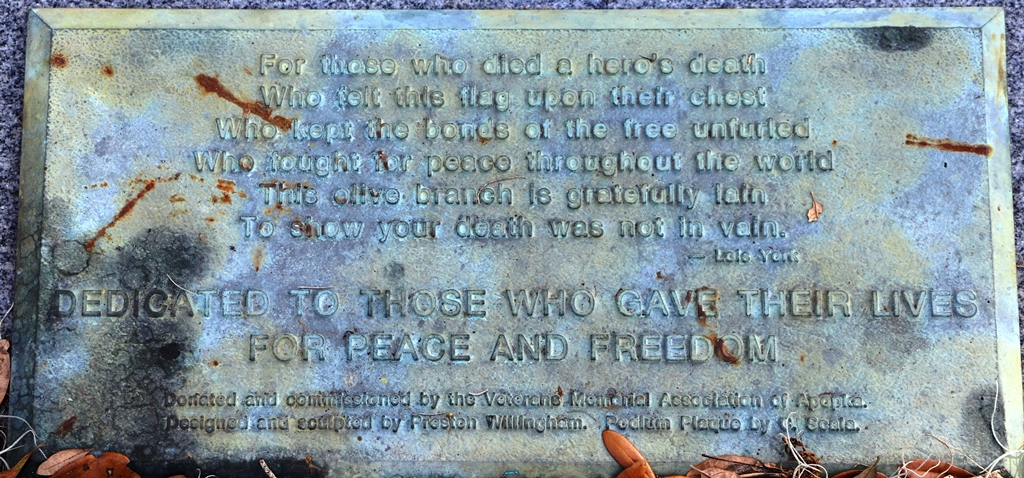 For those who died a hero's death
Who felt this flag upon their chest
Who kept the bonds of the free unfurled
Who fought for peace throughout the world
This olive branch is gratefully lain
To show your death was not in vain.
— Lois York
DEDICATED TO THOSE WHO GAVE THEIR LIVES
FOR PEACE AND FREEDOM
Donated and commissioned by the Veterans Memorial Association of Apopka.
Designed and sculpted by Preston Willingham. Podium Plaque by G. Scala.